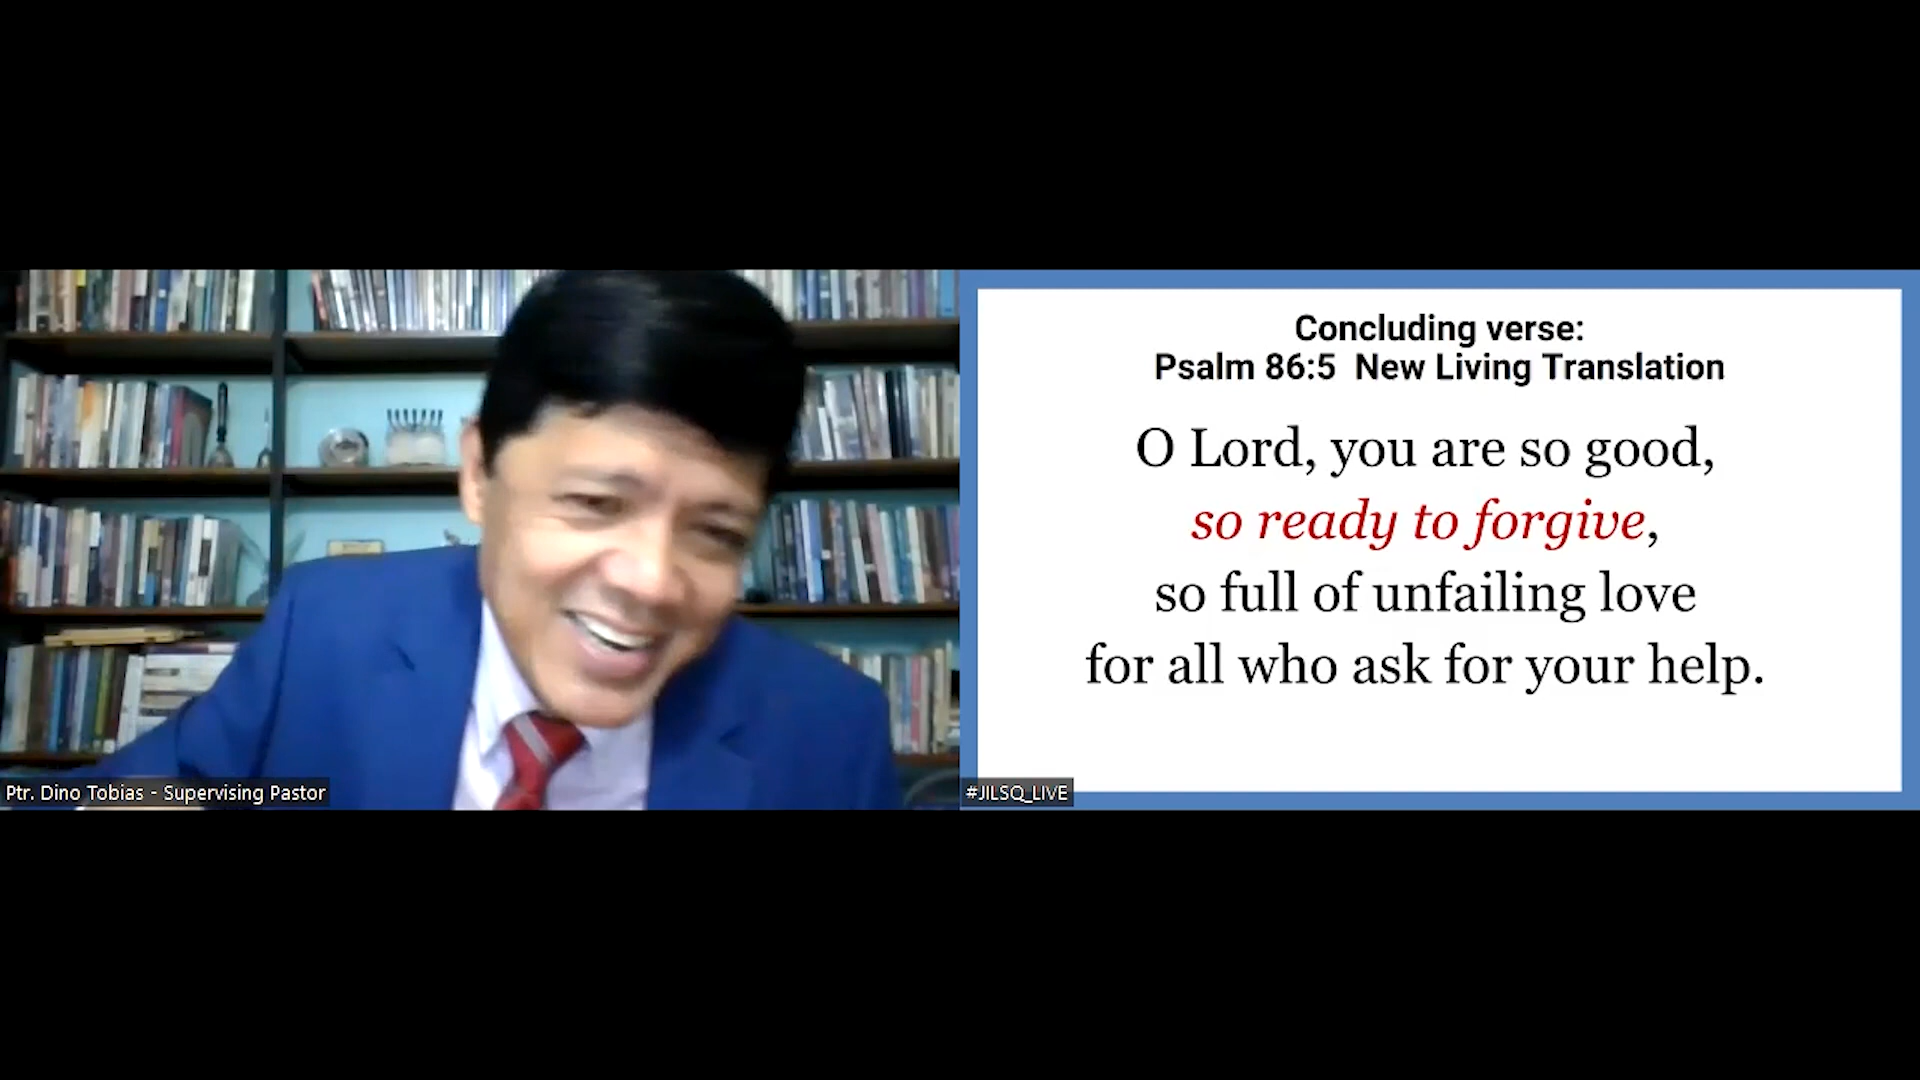 Ptr. Dino Tobias - Supervising Pastor
Concluding verse:
Psalm 86:5 New Living Translation
O Lord, you are so good,
so ready to forgive,
so full of unfailing love
for all who ask for your help.
#JILSQ_LIVE